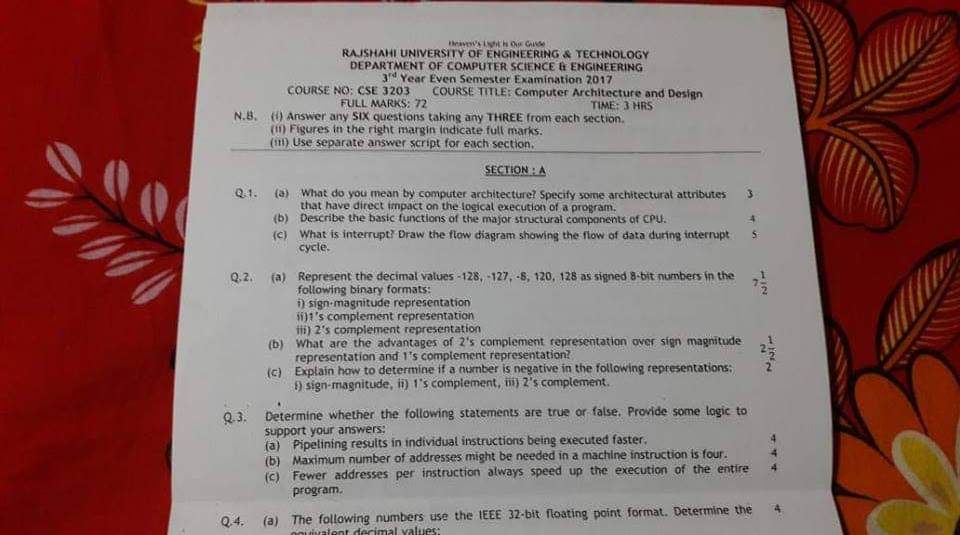 Heaven's Light is Our Guide
RAJSHAHI UNIVERSITY OF ENGINEERING & TECHNOLOGY
DEPARTMENT OF COMPUTER SCIENCE & ENGINEERING
3rd Year Even Semester Examination 2017
COURSE NO: CSE 3203 COURSE TITLE: Computer Architecture and Design
FULL MARKS: 72 TIME: 3 HRS
N.B. (i) Answer any SIX questions taking any THREE from each section.
(ii) Figures in the right margin indicate full marks.
(iii) Use separate answer script for each section.
SECTION : A
Q.1. (a) What do you mean by computer architecture? Specify some architectural attributes 3
that have direct impact on the logical execution of a program.
(b) Describe the basic functions of the major structural components of CPU. 4
(c) What is interrupt? Draw the flow diagram showing the flow of data during interrupt 5
cycle.
Q.2. (a) Represent the decimal values -128, -127, -8, 120, 128 as signed 8-bit numbers in the 7 1/2
following binary formats:
i) sign-magnitude representation
ii)1's complement representation
iii) 2's complement representation
(b) What are the advantages of 2's complement representation over sign magnitude 2 1/2
representation and 1's complement representation?
(c) Explain how to determine if a number is negative in the following representations: 2
i) sign-magnitude, ii) 1's complement, iii) 2's complement.
Q.3. Determine whether the following statements are true or false. Provide some logic to
support your answers:
(a) Pipelining results in individual instructions being executed faster. 4
(b) Maximum number of addresses might be needed in a machine instruction is four. 4
(c) Fewer addresses per instruction always speed up the execution of the entire 4
program.
Q.4. (a) The following numbers use the IEEE 32-bit floating point format. Determine the 4
equivalent decimal values: